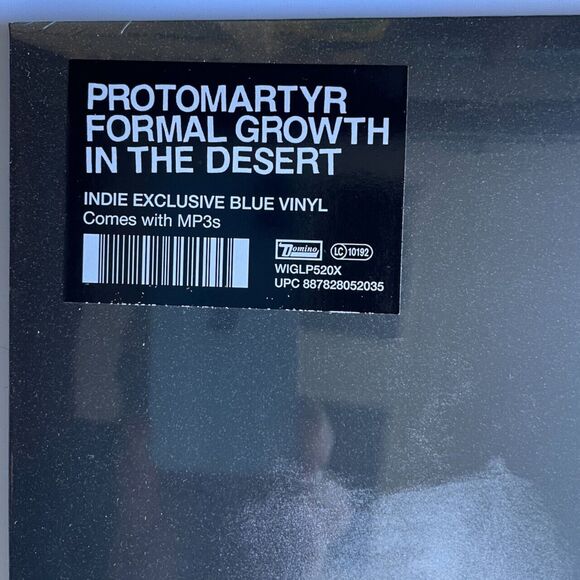 PROTOMARTYR
FORMAL GROWTH
IN THE DESERT
INDIE EXCLUSIVE BLUE VINYL
Comes with MP3s
Domino
LC 10192
WIGLP520X
UPC 887828052035